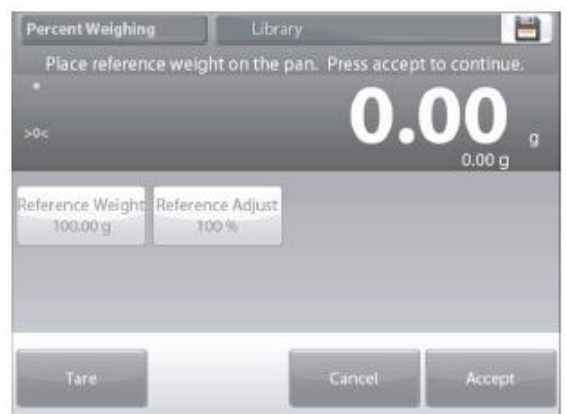 Percent Weighing Library
Place reference weight on the pan. Press accept to continue.
*
>0<
0.00 g
0.00 g
Reference Weight Reference Adjust
100.00 g 100 %
Tare Cancel Accept